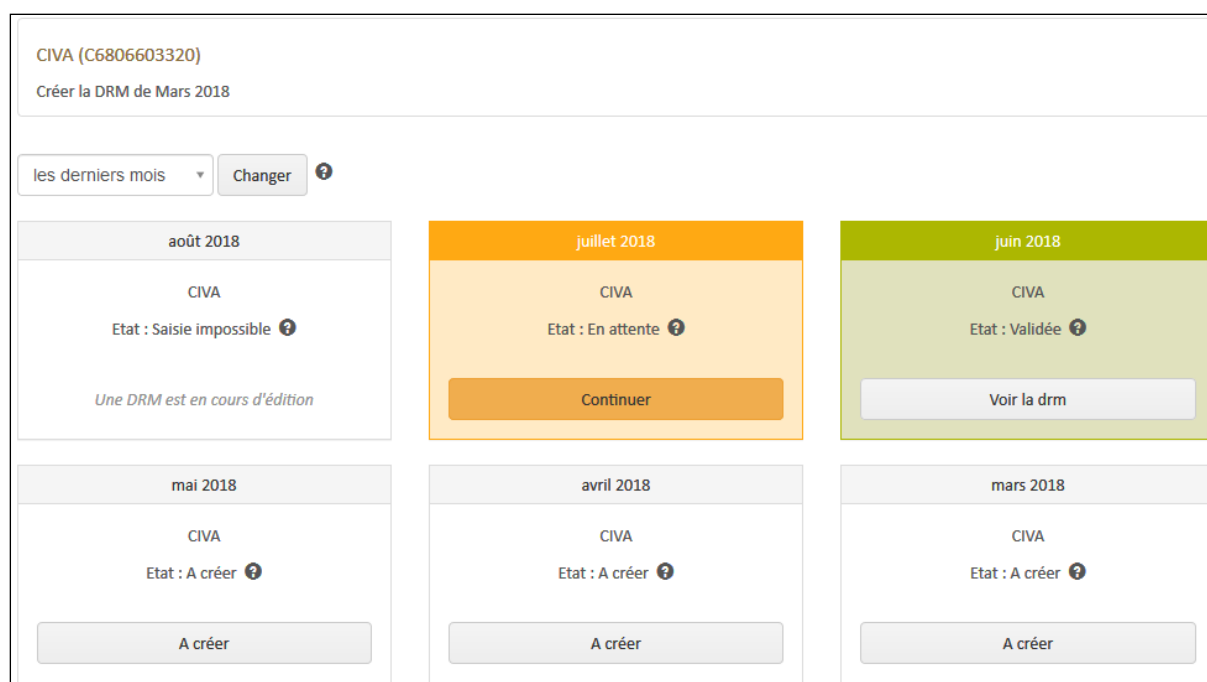 CIVA (C6806603320)
Créer la DRM de Mars 2018
les derniers mois
Changer
août 2018
CIVA
Etat : Saisie impossible
Une DRM est en cours d'édition
juillet 2018
CIVA
Etat : En attente
Continuer
juin 2018
CIVA
Etat : Validée
Voir la drm
mai 2018
CIVA
Etat : A créer
A créer
avril 2018
CIVA
Etat : A créer
A créer
mars 2018
CIVA
Etat : A créer
A créer